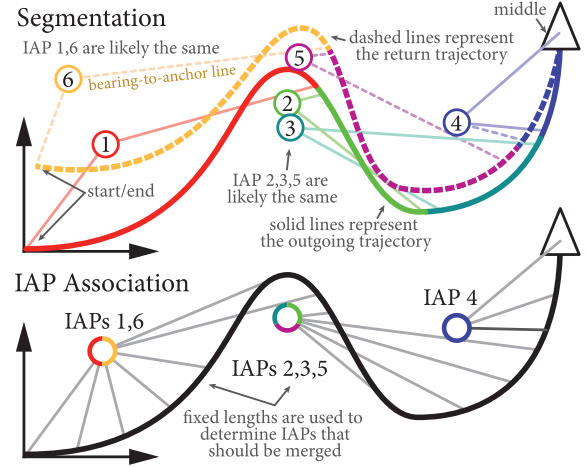 Segmentation
middle
IAP 1,6 are likely the same
dashed lines represent
the return trajectory
5
6
bearing-to-anchor line
2
4
3
1
IAP 2,3,5 are
likely the same
start/end
solid lines represent
the outgoing trajectory
IAP Association
IAPs 1,6
IAP 4
IAPs 2,3,5
fixed lengths are used to
determine IAPs that
should be merged